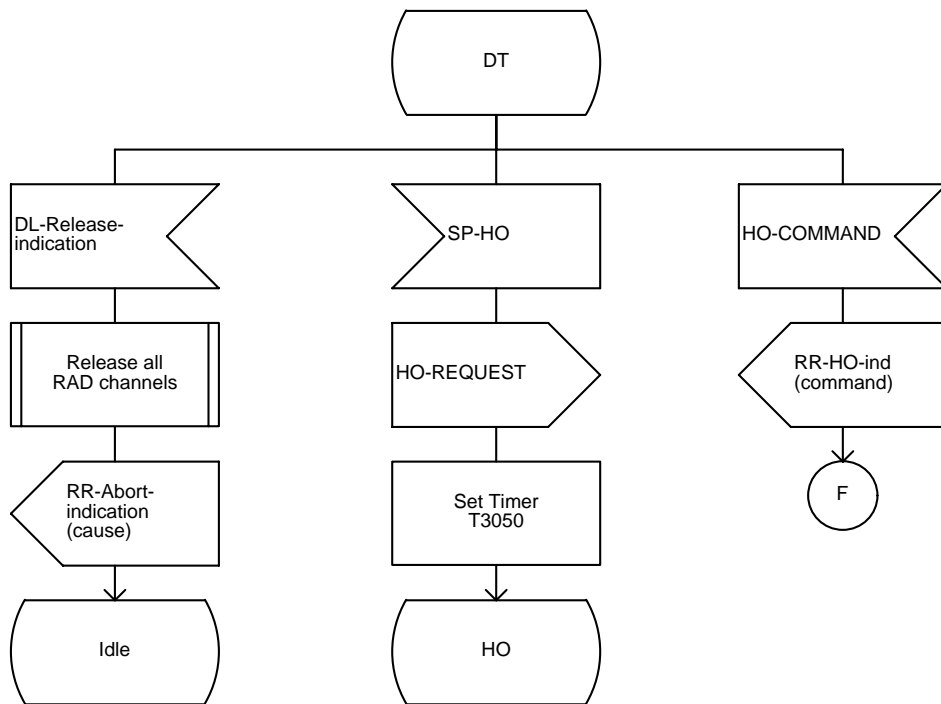 DT
DL-Release-
indication
SP-HO
HO-COMMAND
Release all
RAD channels
HO-REQUEST
RR-HO-ind
(command)
RR-Abort-
indication
(cause)
Set Timer
T3050
F
Idle
HO